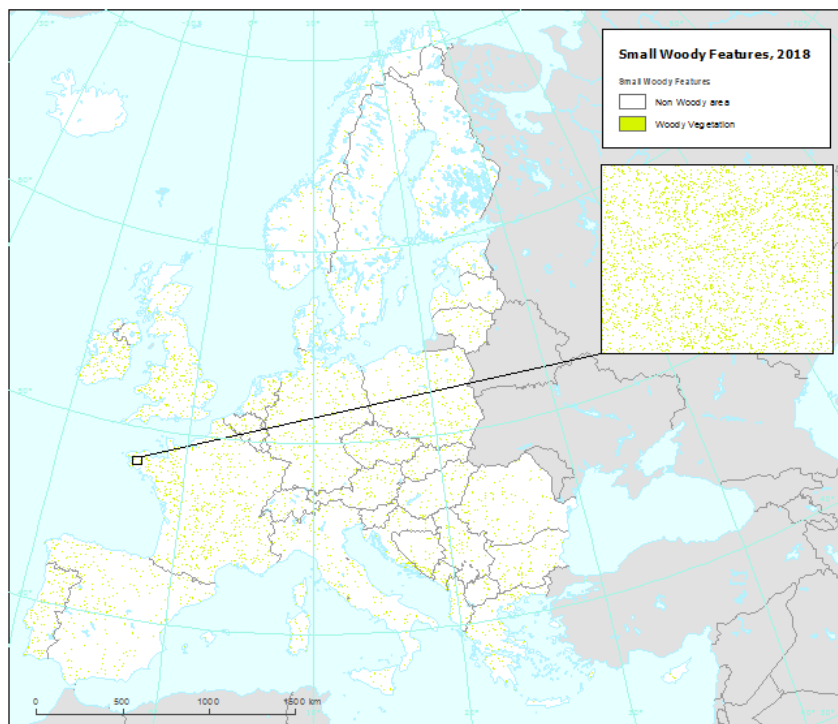 Small Woody Features, 2018
Small Woody Features
Non Woody area
Woody Vegetation
0 500 1000 1500 km